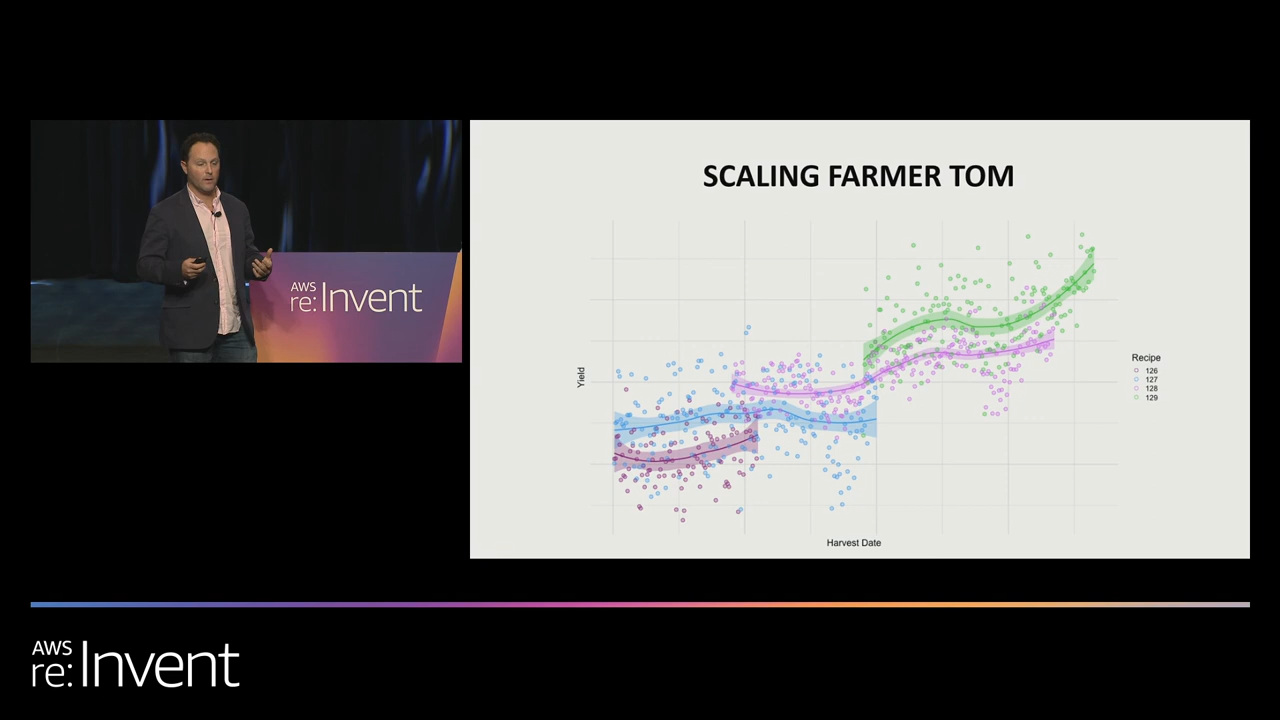 SCALING FARMER TOM
AWS
re:Invent
Yield
Recipe
126
127
128
129
Harvest Date
AWS
re:Invent